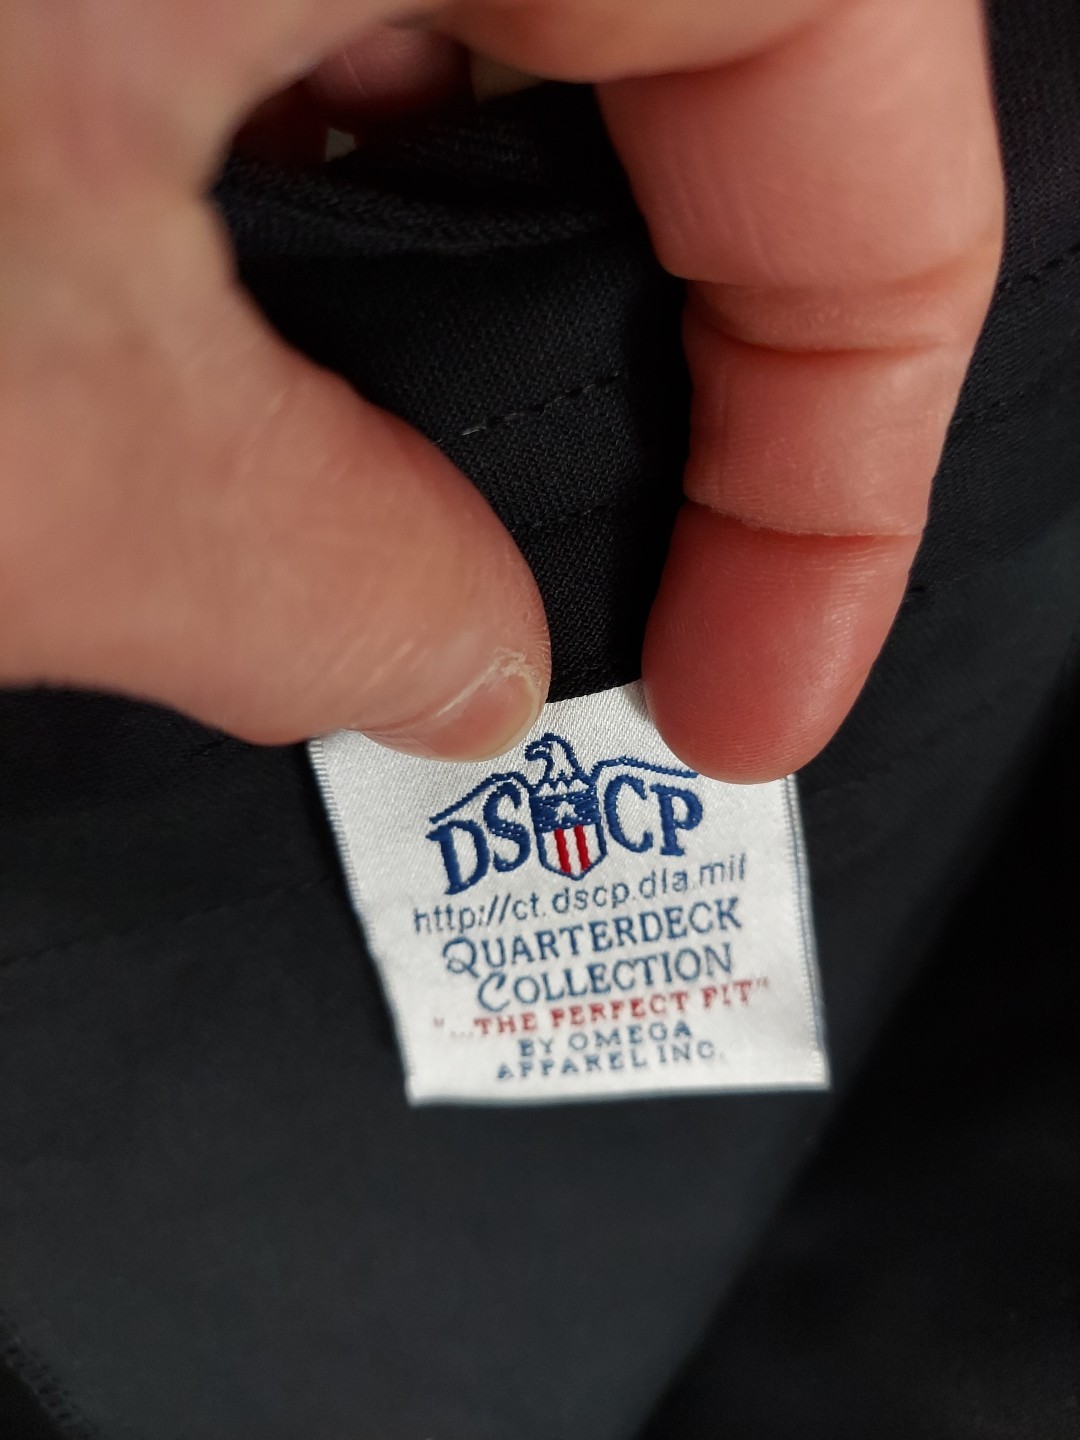 DSCP
http://ct.dscp.dla.mil
QUARTERDECK
COLLECTION
"...THE PERFECT FIT"
BY OMEGA
APPAREL INC.